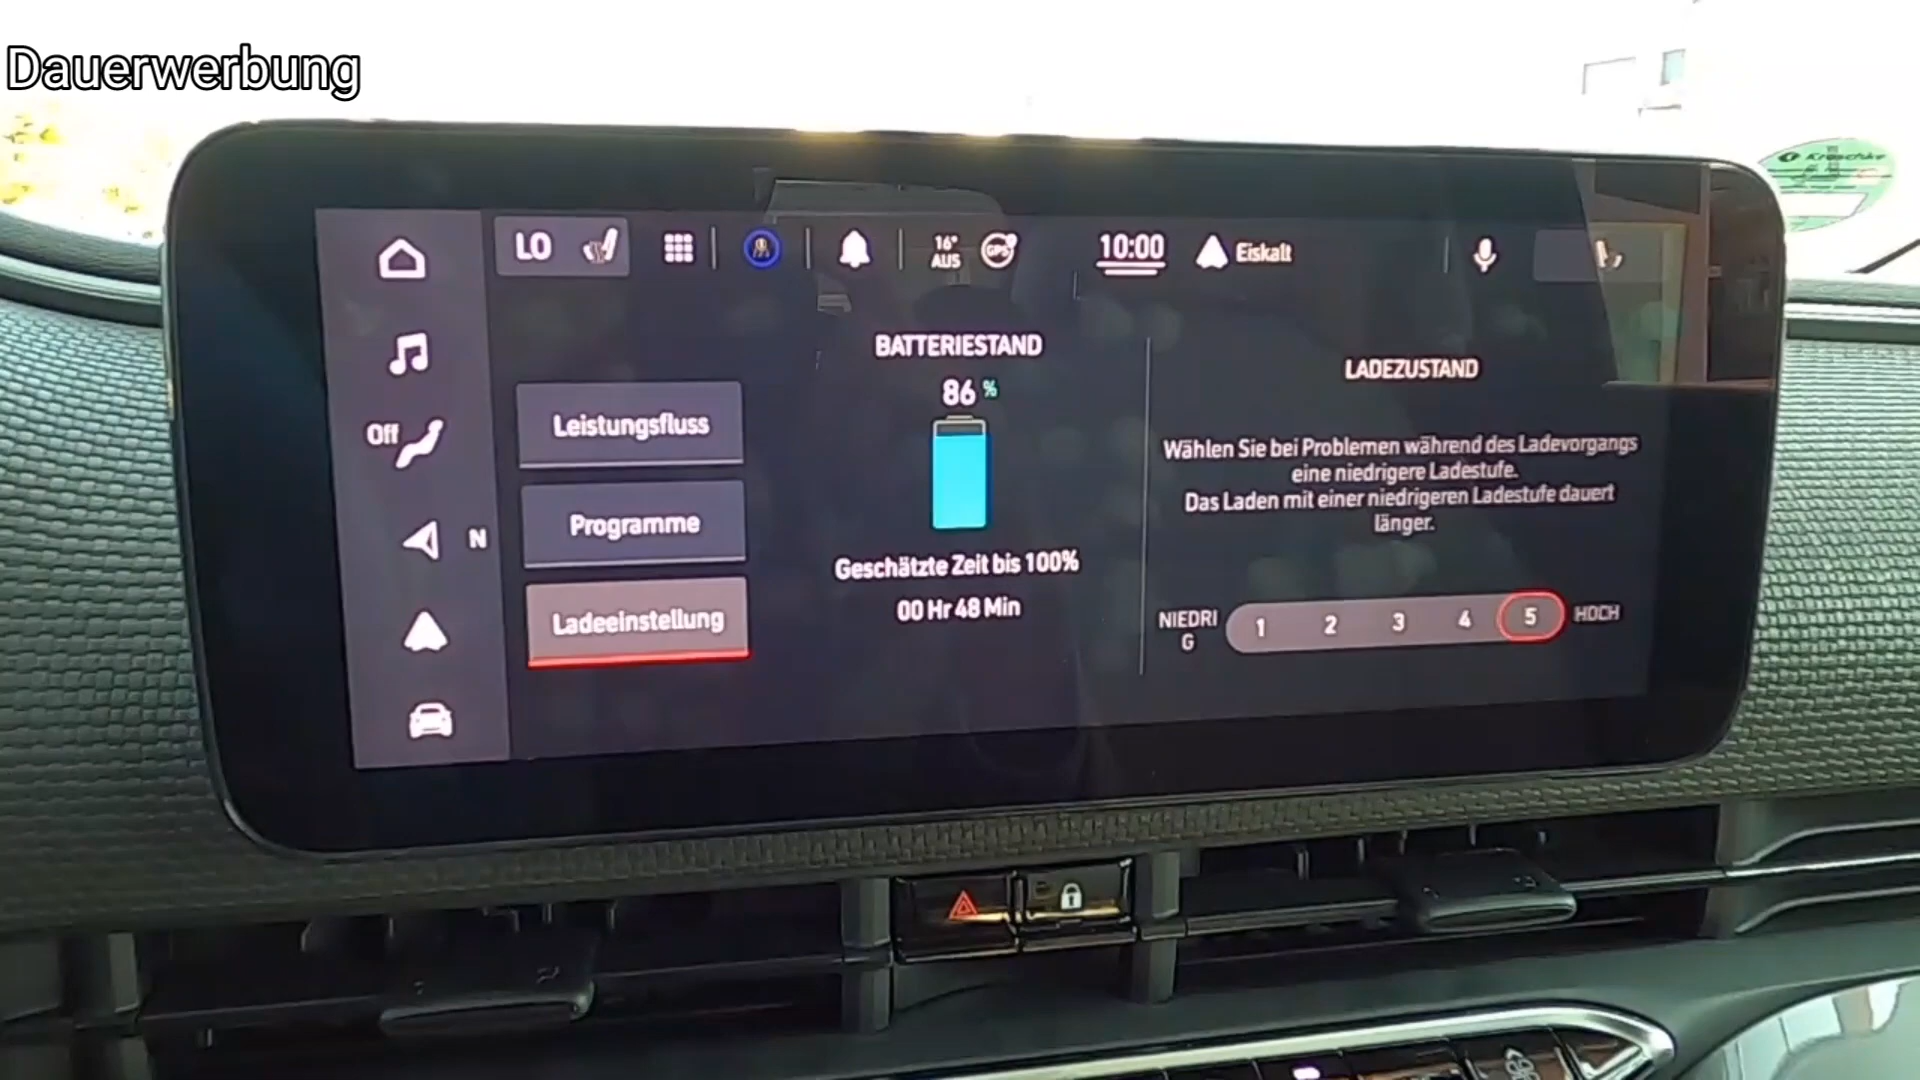 Dauerwerbung
Kroschke
LO
16°
AUS
GPS
10:00
Eiskalt
Off
N
Leistungsfluss
Programme
Ladeeinstellung
BATTERIESTAND
86 %
Geschätzte Zeit bis 100%
00 Hr 48 Min
LADEZUSTAND
Wählen Sie bei Problemen während des Ladevorgangs
eine niedrigere Ladestufe.
Das Laden mit einer niedrigeren Ladestufe dauert
länger.
NIEDRI
G
1 2 3 4 5
HOCH